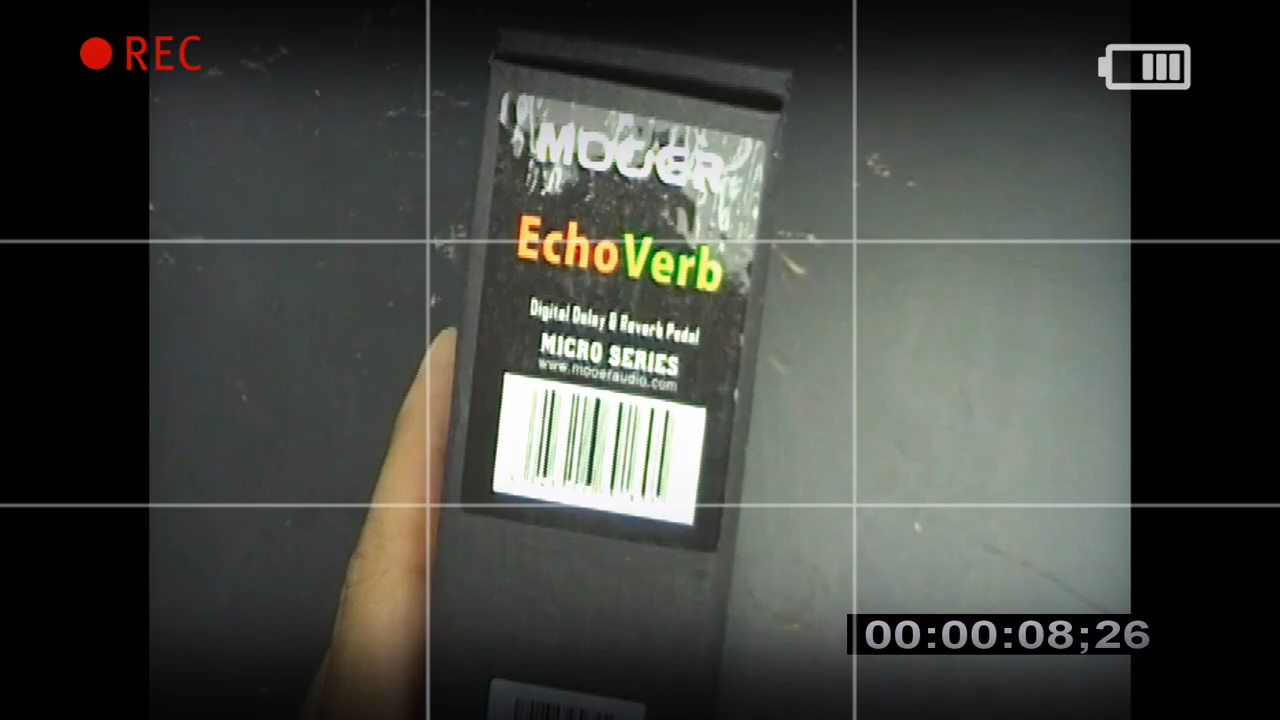 REC
MOOER
EchoVerb
Digital Delay & Reverb Pedal
MICRO SERIES
www.mooeraudio.com
00:00:08;26